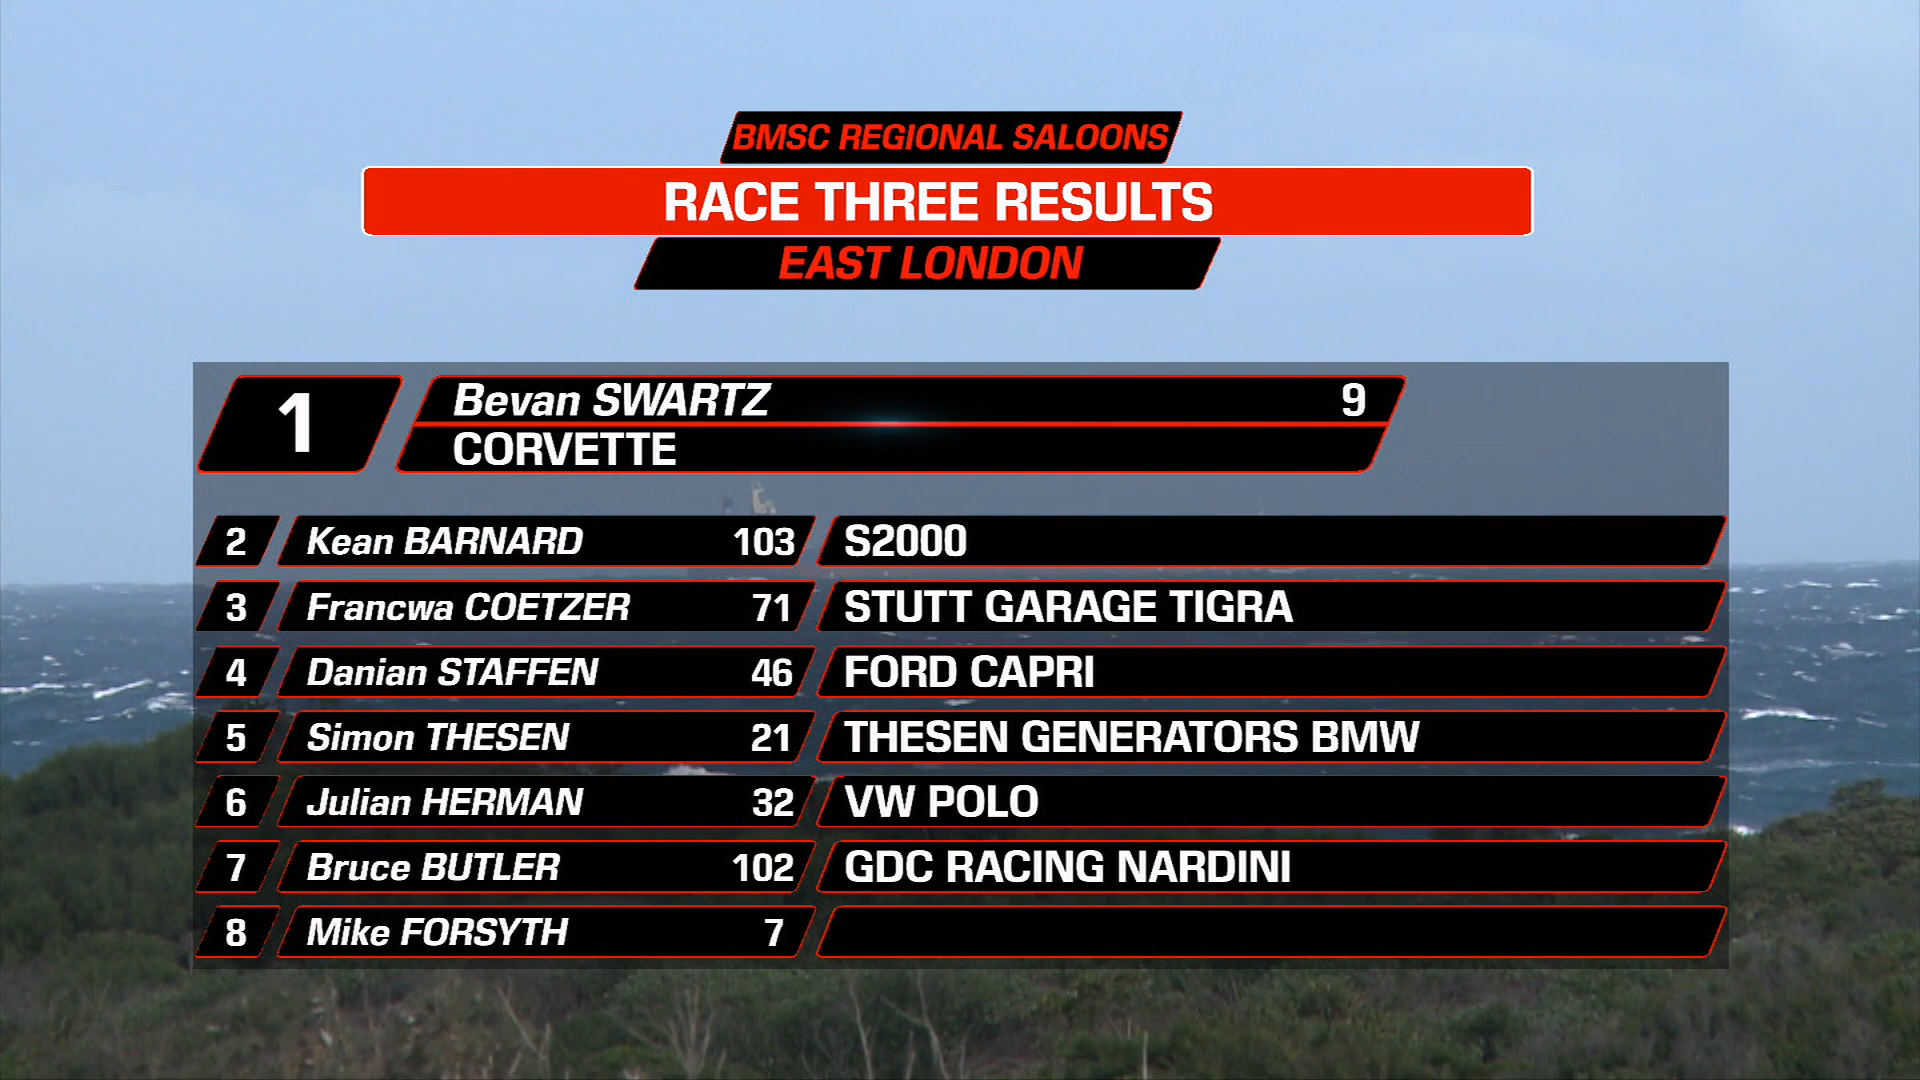 BMSC REGIONAL SALOONS
RACE THREE RESULTS
EAST LONDON
1 Bevan SWARTZ 9
CORVETTE
2 Kean BARNARD 103 S2000
3 Francwa COETZER 71 STUTT GARAGE TIGRA
4 Danian STAFFEN 46 FORD CAPRI
5 Simon THESEN 21 THESEN GENERATORS BMW
6 Julian HERMAN 32 VW POLO
7 Bruce BUTLER 102 GDC RACING NARDINI
8 Mike FORSYTH 7